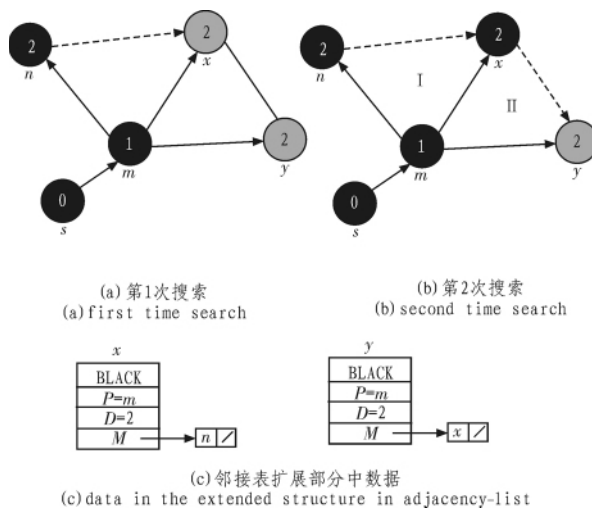 2
2
n
x
1
2
m
y
0
s
2
2
n
x
I
II
1
2
m
y
0
s
(a)第1次搜索
(a)first time search
(b)第2次搜索
(b)second time search
x
BLACK
P=m
D=2
M
n
y
BLACK
P=m
D=2
M
x
(c)邻接表扩展部分中数据
(c)data in the extended structure in adjacency-list